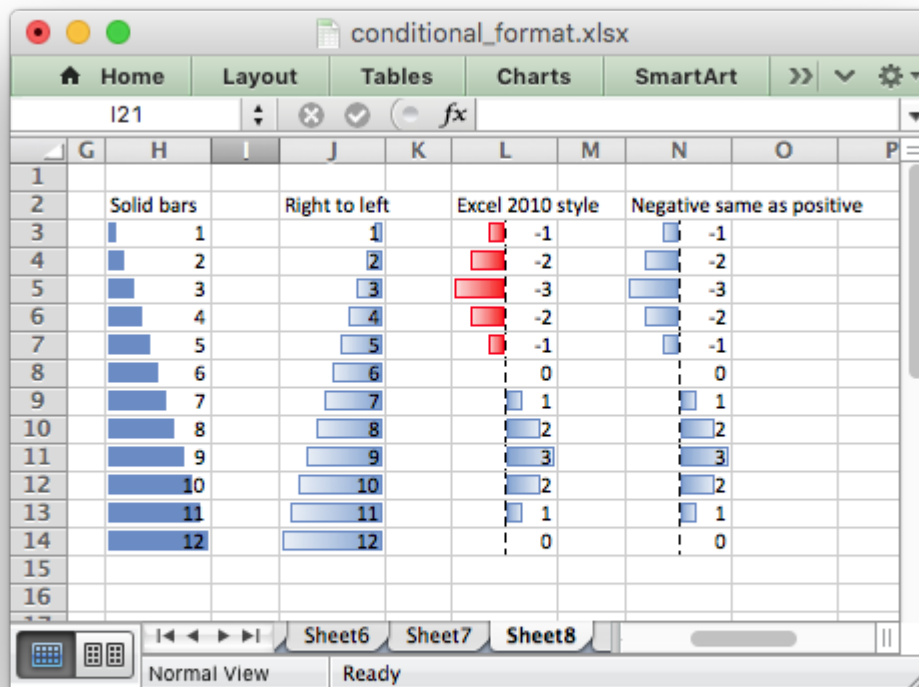 conditional_format.xlsx
Home Layout Tables Charts SmartArt
I21 fx
G H I J K L M N O P
1
2 Solid bars Right to left Excel 2010 style Negative same as positive
3 1 1 -1 -1
4 2 2 -2 -2
5 3 3 -3 -3
6 4 4 -2 -2
7 5 5 -1 -1
8 6 6 0 0
9 7 7 1 1
10 8 8 2 2
11 9 9 3 3
12 10 10 2 2
13 11 11 1 1
14 12 12 0 0
15
16
17
Sheet6 Sheet7 Sheet8
Normal View Ready